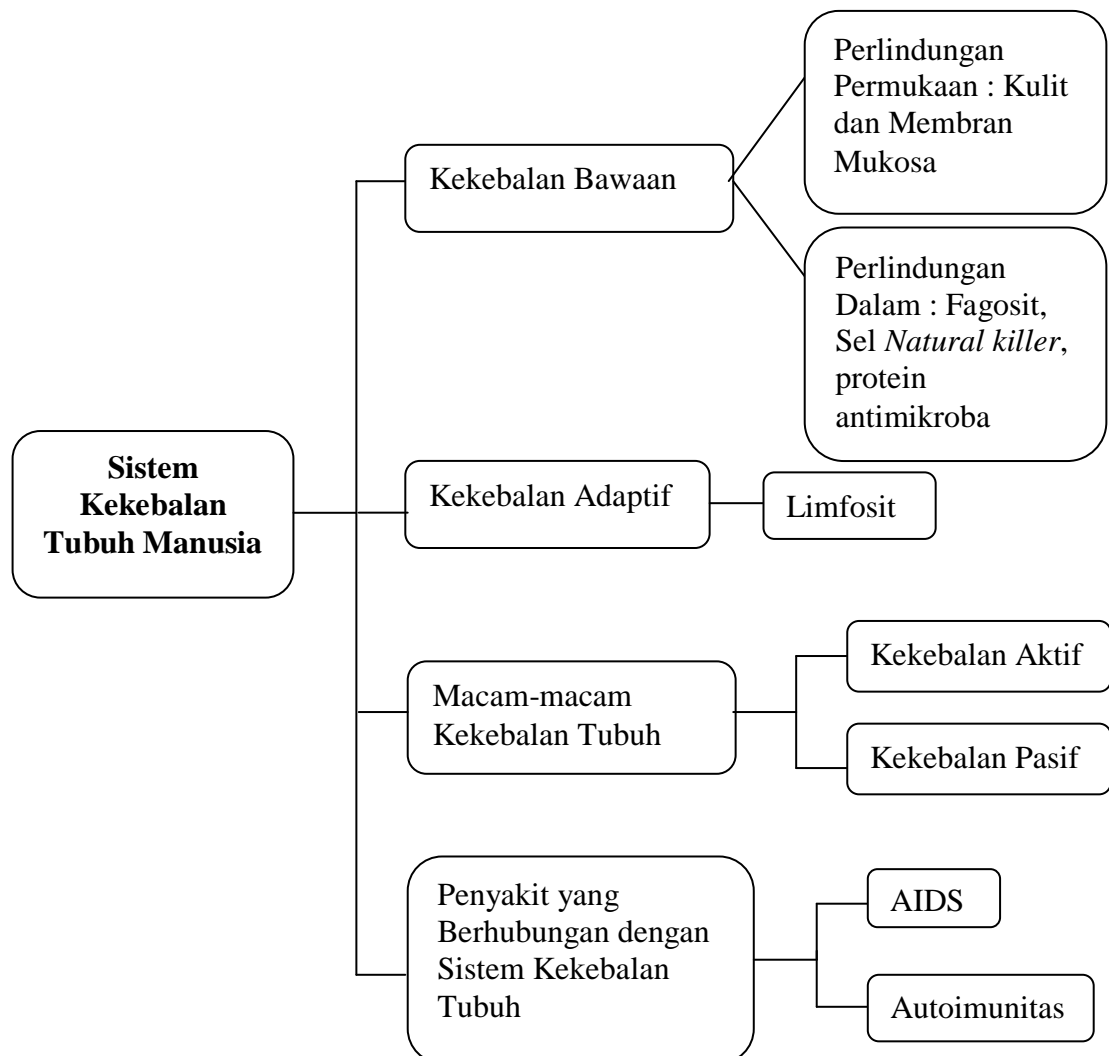 Sistem
Kekebalan
Tubuh Manusia
Kekebalan Bawaan
Perlindungan
Permukaan : Kulit
dan Membran
Mukosa
Perlindungan
Dalam : Fagosit,
Sel Natural killer,
protein
antimikroba
Kekebalan Adaptif
Limfosit
Macam-macam
Kekebalan Tubuh
Kekebalan Aktif
Kekebalan Pasif
Penyakit yang
Berhubungan dengan
Sistem Kekebalan
Tubuh
AIDS
Autoimunitas